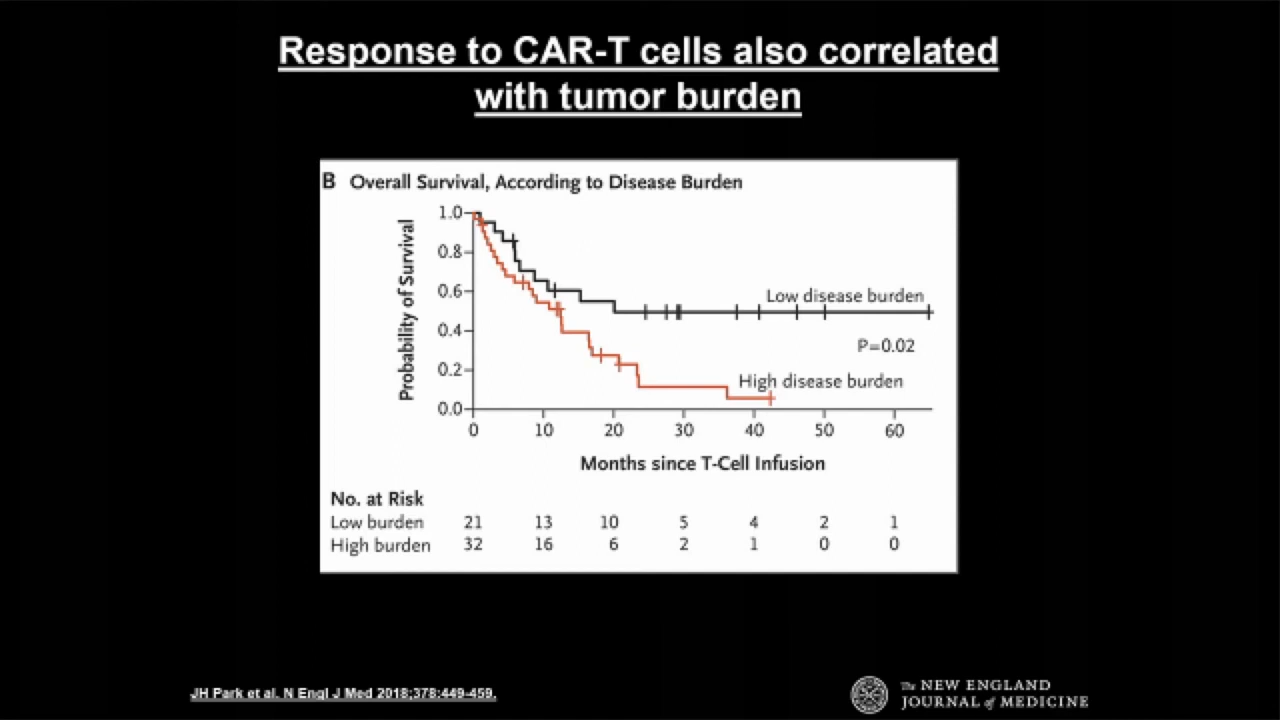 Response to CAR-T cells also correlated
with tumor burden
B Overall Survival, According to Disease Burden
Probability of Survival
1.0
0.8
0.6
0.4
0.2
0.0
Low disease burden
P=0.02
High disease burden
0 10 20 30 40 50 60
Months since T-Cell Infusion
No. at Risk
Low burden 21 13 10 5 4 2 1
High burden 32 16 6 2 1 0 0
JH Park et al. N Engl J Med 2018;378:449-459.
The NEW ENGLAND
JOURNAL of MEDICINE